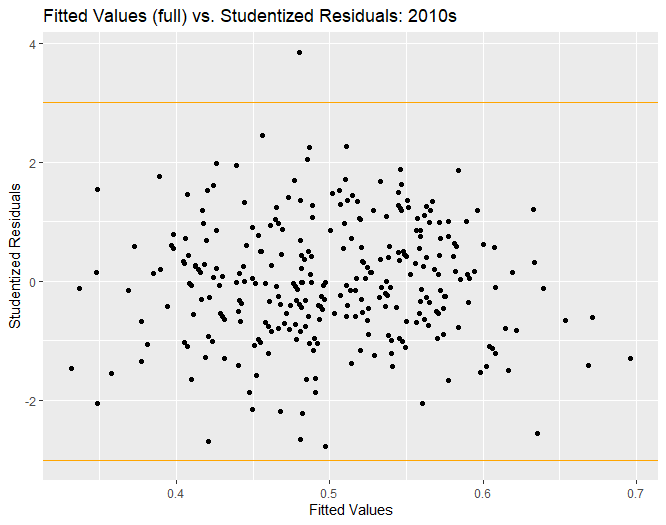 Fitted Values (full) vs. Studentized Residuals: 2010s
4
2
0
-2
Studentized Residuals
0.4 0.5 0.6 0.7
Fitted Values